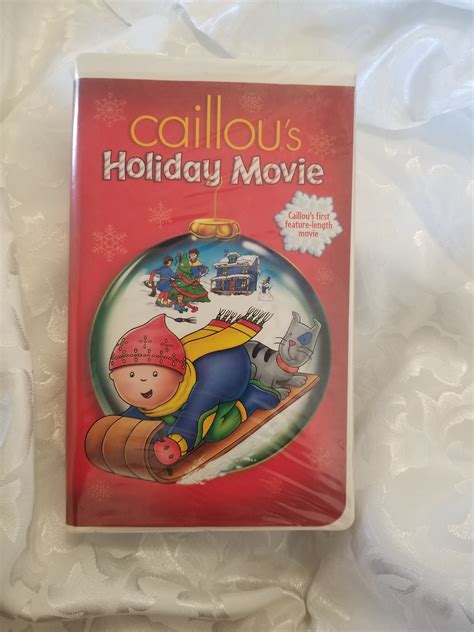 caillou's
Holiday Movie
Caillou's first
feature-length
movie